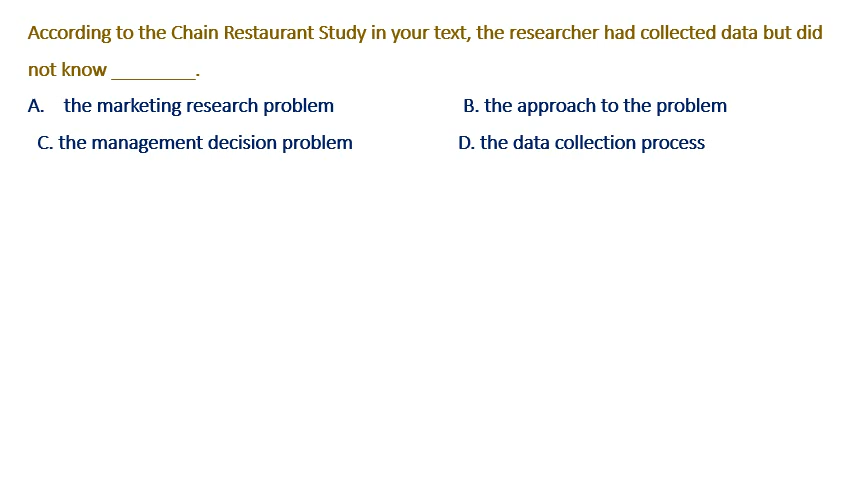 According to the Chain Restaurant Study in your text, the researcher had collected data but did
not know ________.
A. the marketing research problem B. the approach to the problem
C. the management decision problem D. the data collection process